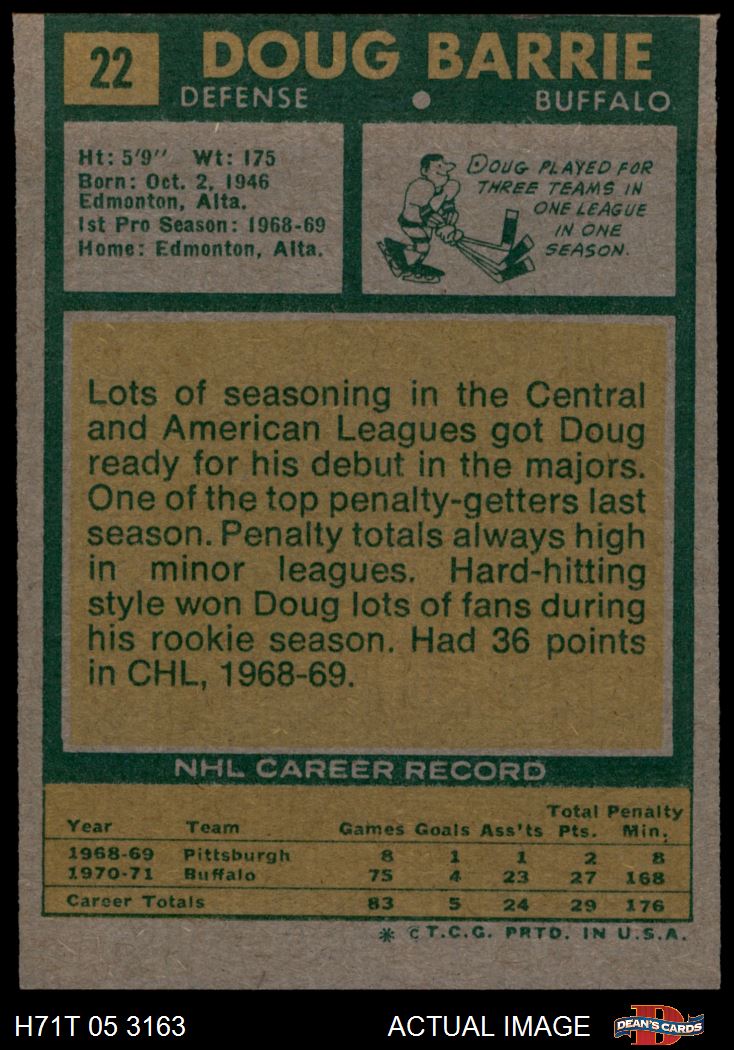 22
DOUG BARRIE
DEFENSE • BUFFALO
Ht: 5'9'' Wt: 175
Born: Oct. 2, 1946
Edmonton, Alta.
1st Pro Season: 1968-69
Home: Edmonton, Alta.
DOUG PLAYED FOR
THREE TEAMS IN
ONE LEAGUE
IN ONE
SEASON.
Lots of seasoning in the Central
and American Leagues got Doug
ready for his debut in the majors.
One of the top penalty-getters last
season. Penalty totals always high
in minor leagues. Hard-hitting
style won Doug lots of fans during
his rookie season. Had 36 points
in CHL, 1968-69.
NHL CAREER RECORD
Total Penalty
Year Team Games Goals Ass'ts Pts. Min.
1968-69 Pittsburgh 8 1 1 2 8
1970-71 Buffalo 75 4 23 27 168
Career Totals 83 5 24 29 176
* © T.C.G. PRTD. IN U.S.A.
H71T 05 3163 ACTUAL IMAGE DEAN'S CARDS